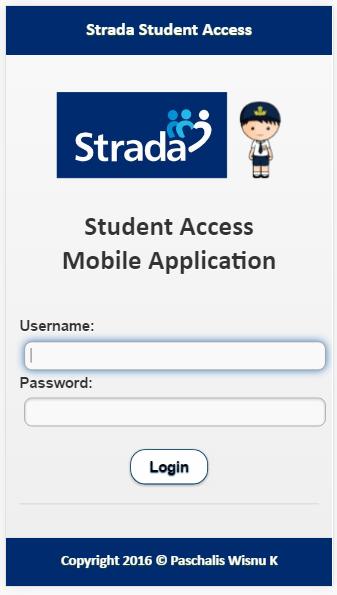 Strada Student Access
Strada
Student Access
Mobile Application
Username:
Password:
Login
Copyright 2016 © Paschalis Wisnu K